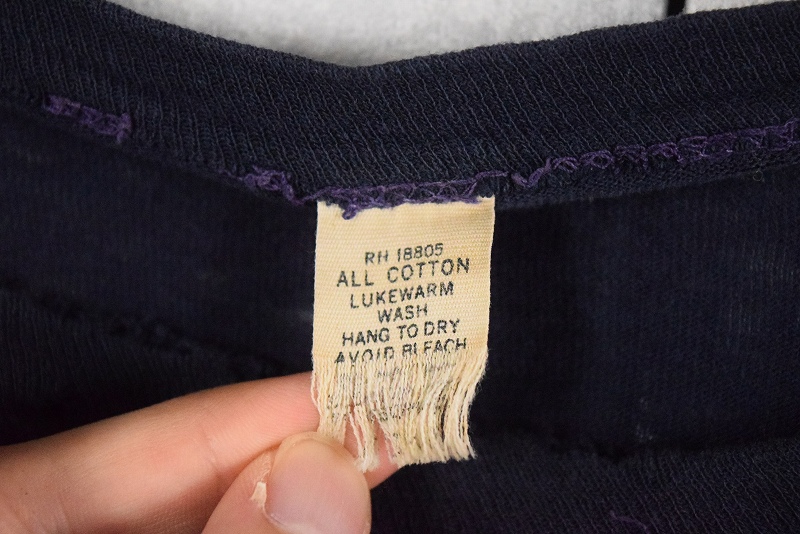 RH 18805
ALL COTTON
LUKEWARM
WASH
HANG TO DRY
AVOID BLEACH